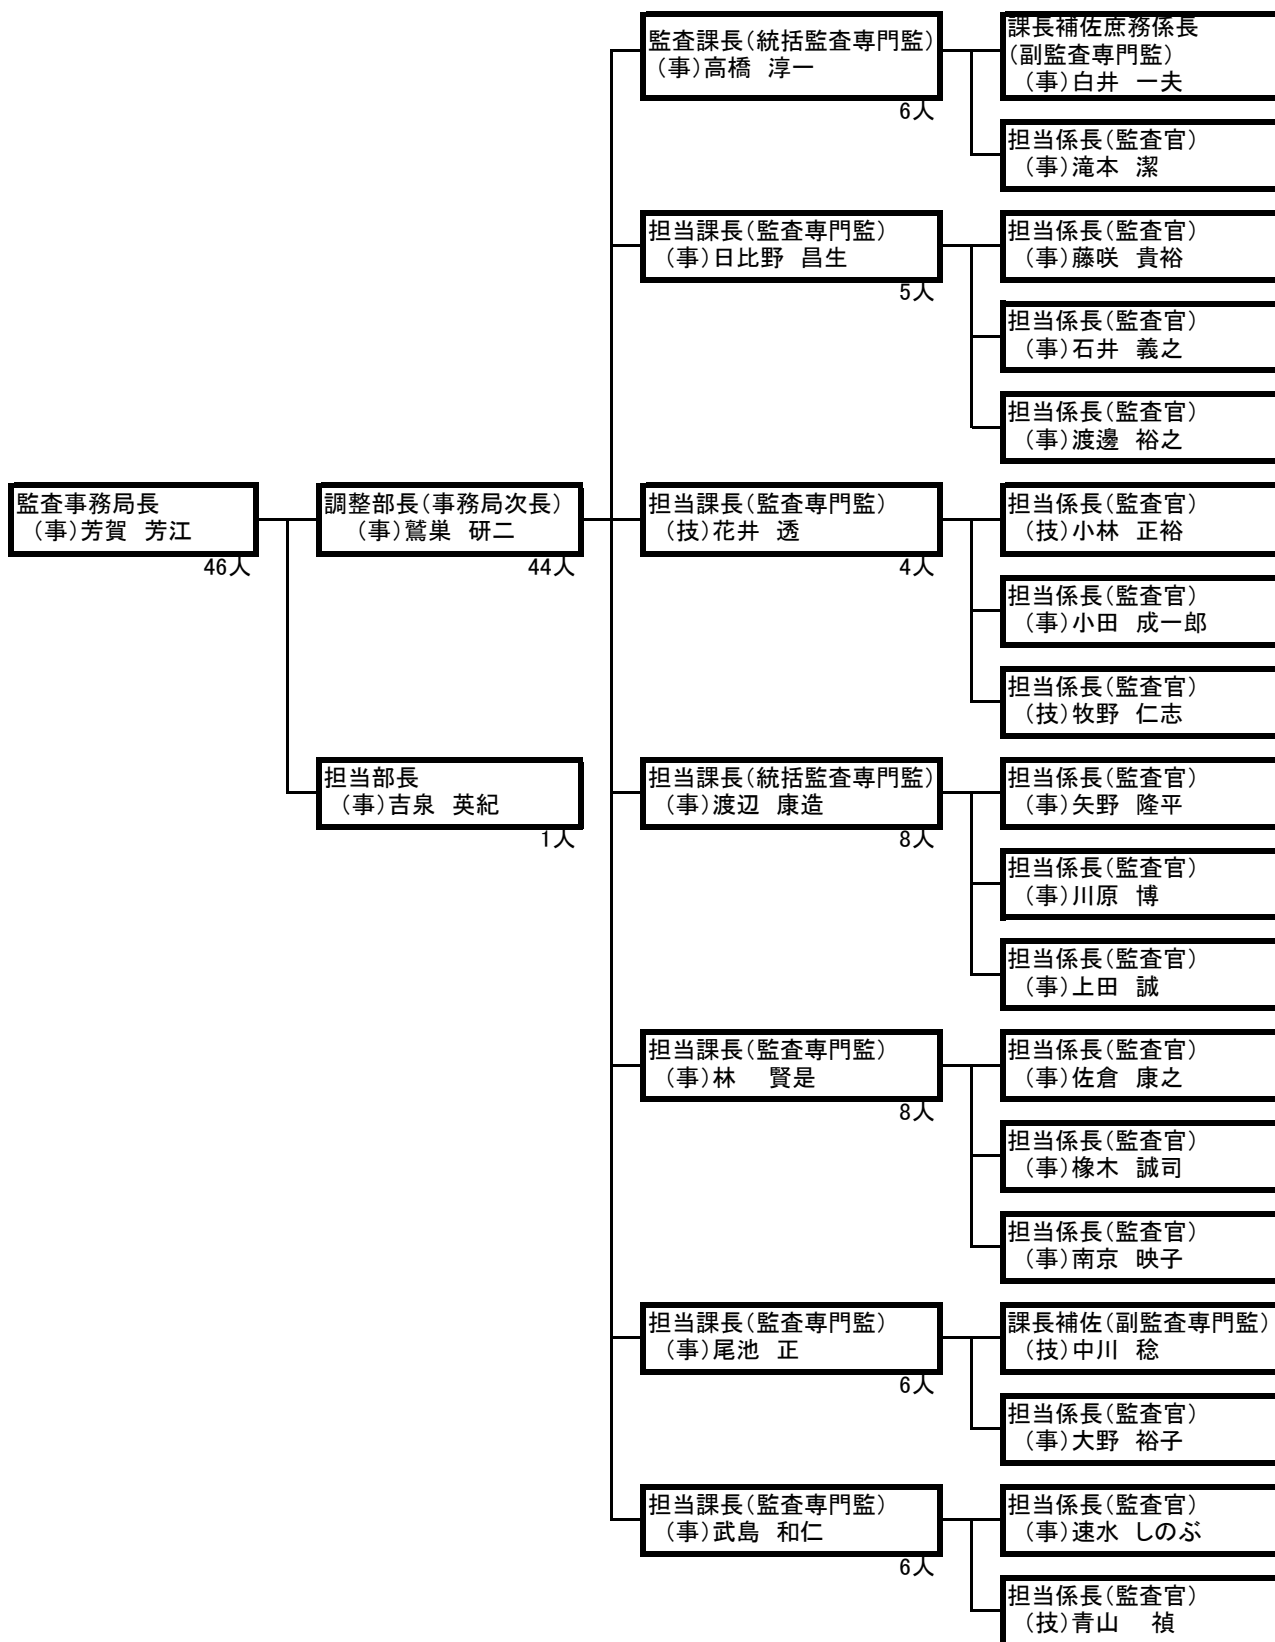 監査事務局長
(事)芳賀 芳江
46人
調整部長(事務局次長)
(事)鷲巣 研二
44人
担当部長
(事)吉泉 英紀
1人
監査課長(統括監査専門監)
(事)高橋 淳一
6人
課長補佐庶務係長
(副監査専門監)
(事)白井 一夫
担当係長(監査官)
(事)滝本 潔
担当課長(監査専門監)
(事)日比野 昌生
5人
担当係長(監査官)
(事)藤咲 貴裕
担当係長(監査官)
(事)石井 義之
担当係長(監査官)
(事)渡邊 裕之
担当課長(監査専門監)
(技)花井 透
4人
担当係長(監査官)
(技)小林 正裕
担当係長(監査官)
(事)小田 成一郎
担当係長(監査官)
(技)牧野 仁志
担当課長(統括監査専門監)
(事)渡辺 康造
8人
担当係長(監査官)
(事)矢野 隆平
担当係長(監査官)
(事)川原 博
担当係長(監査官)
(事)上田 誠
担当課長(監査専門監)
(事)林 賢是
8人
担当係長(監査官)
(事)佐倉 康之
担当係長(監査官)
(事)橡木 誠司
担当係長(監査官)
(事)南京 映子
担当課長(監査専門監)
(事)尾池 正
6人
課長補佐(副監査専門監)
(技)中川 稔
担当係長(監査官)
(事)大野 裕子
担当課長(監査専門監)
(事)武島 和仁
6人
担当係長(監査官)
(事)速水 しのぶ
担当係長(監査官)
(技)青山 禎